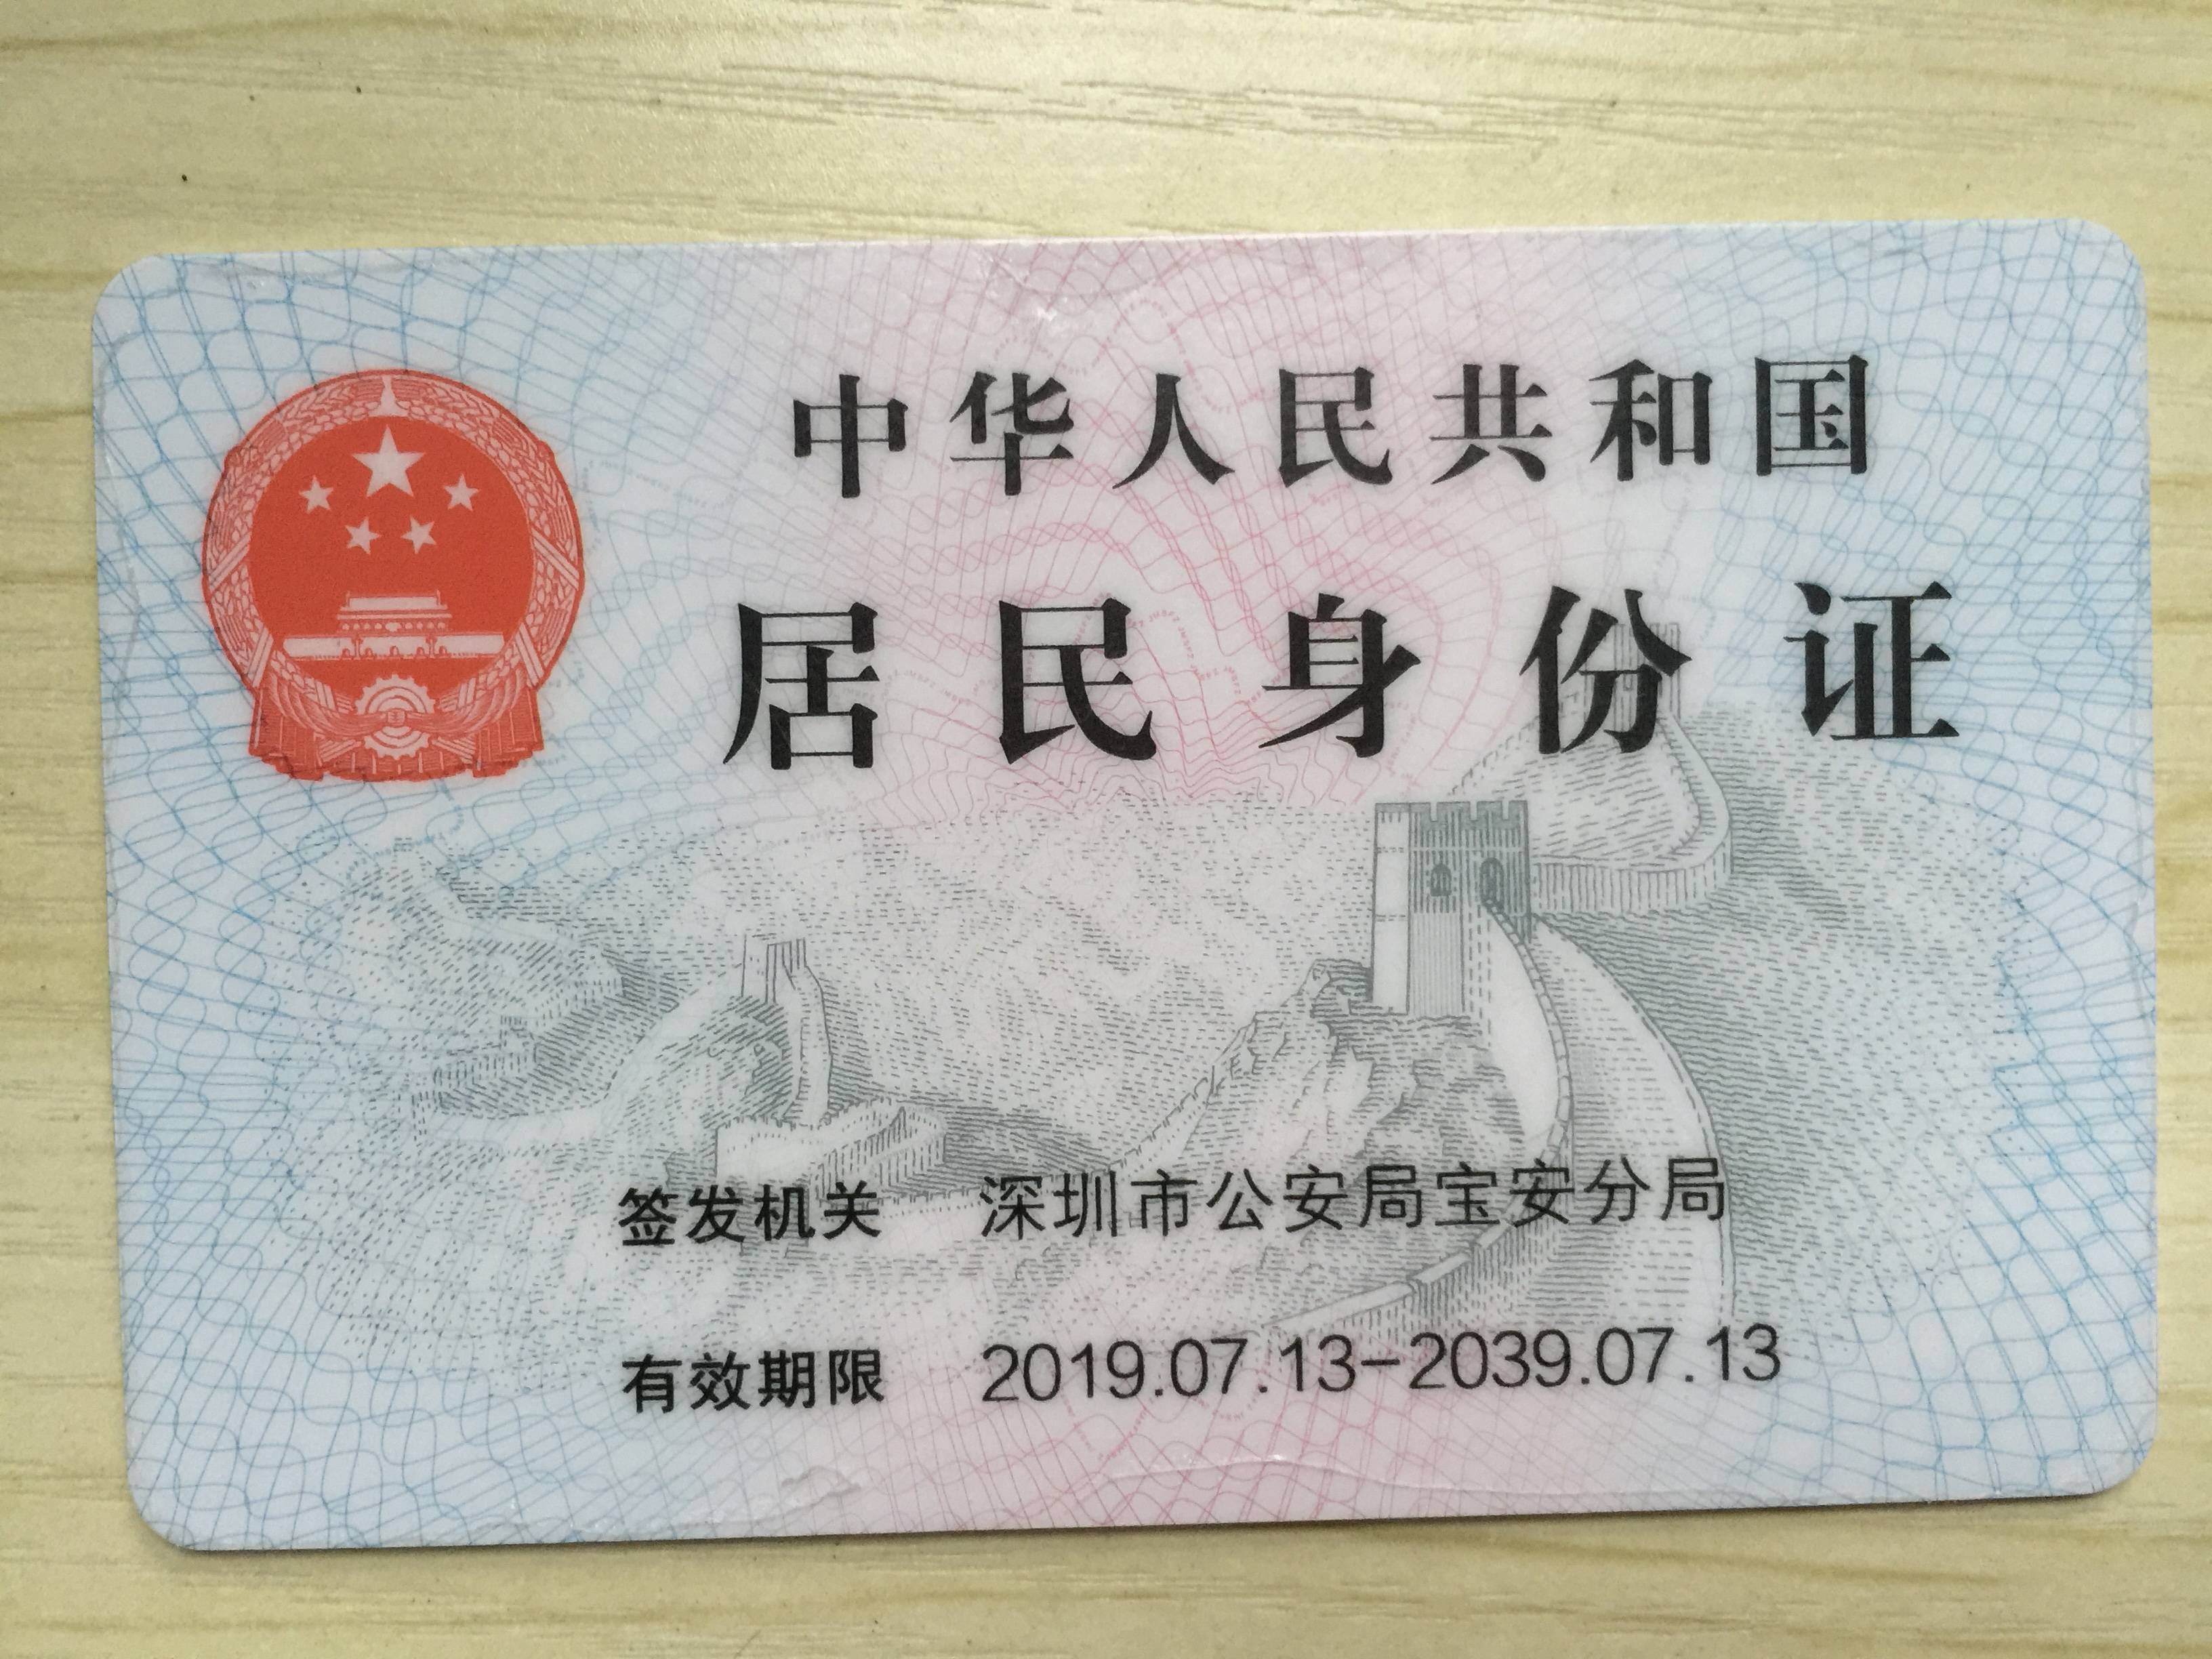 中华人民共和国
居民身份证
签发机关 深圳市公安局宝安分局
有效期限 2019.07.13-2039.07.13